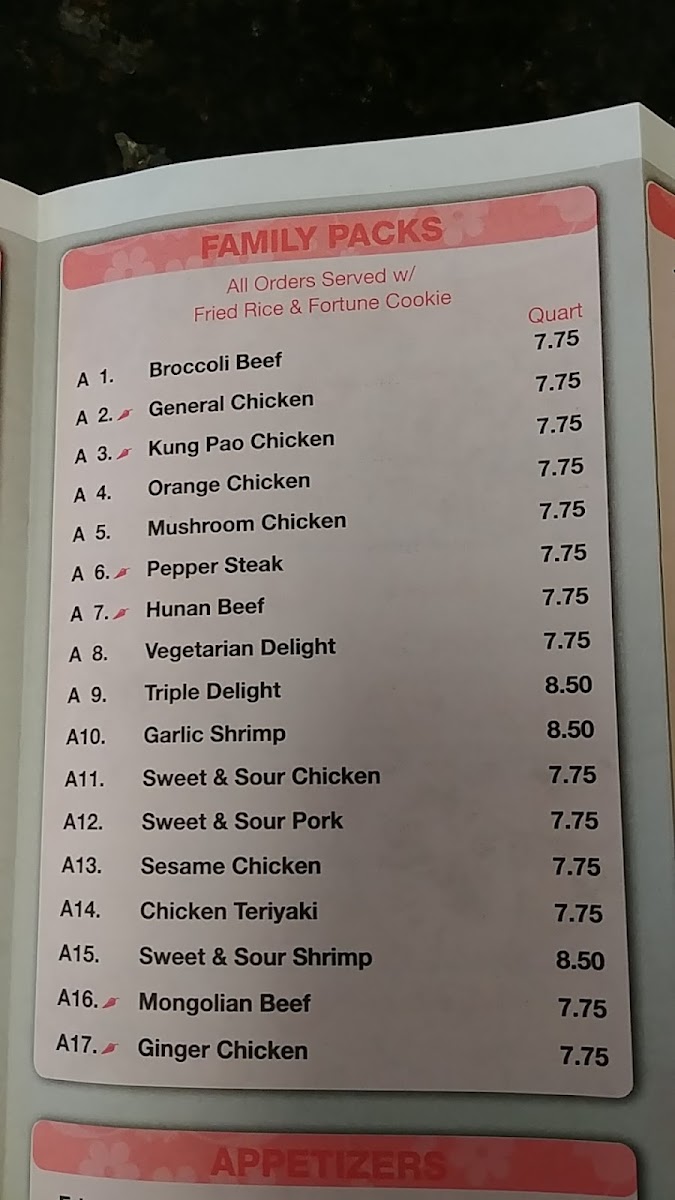 FAMILY PACKS
All Orders Served w/
Fried Rice & Fortune Cookie
Quart
A 1. Broccoli Beef 7.75
A 2. General Chicken 7.75
A 3. Kung Pao Chicken 7.75
A 4. Orange Chicken 7.75
A 5. Mushroom Chicken 7.75
A 6. Pepper Steak 7.75
A 7. Hunan Beef 7.75
A 8. Vegetarian Delight 7.75
A 9. Triple Delight 8.50
A10. Garlic Shrimp 8.50
A11. Sweet & Sour Chicken 7.75
A12. Sweet & Sour Pork 7.75
A13. Sesame Chicken 7.75
A14. Chicken Teriyaki 7.75
A15. Sweet & Sour Shrimp 8.50
A16. Mongolian Beef 7.75
A17. Ginger Chicken 7.75
APPETIZERS